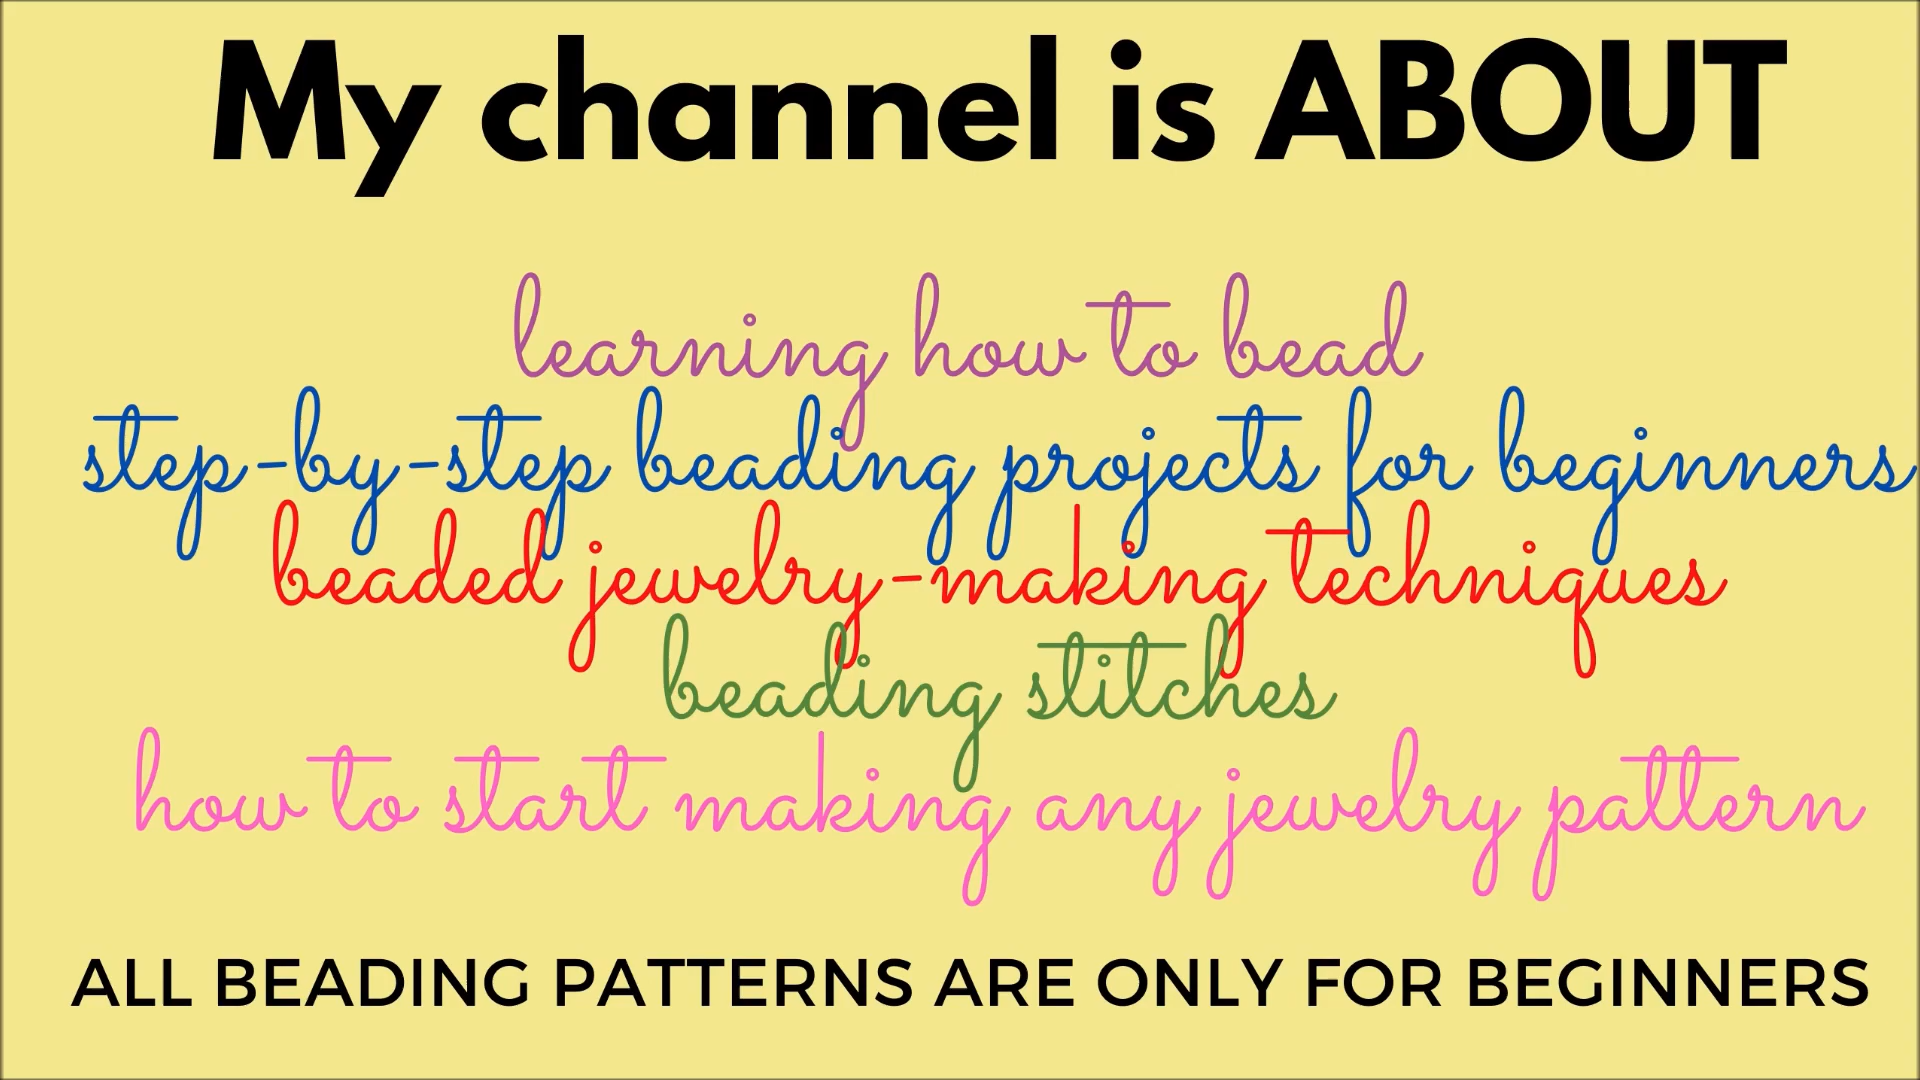 My channel is ABOUT
learning how to bead
step-by-step beading projects for beginners
beaded jewelry-making techniques
beading stitches
how to start making any jewelry pattern
ALL BEADING PATTERNS ARE ONLY FOR BEGINNERS